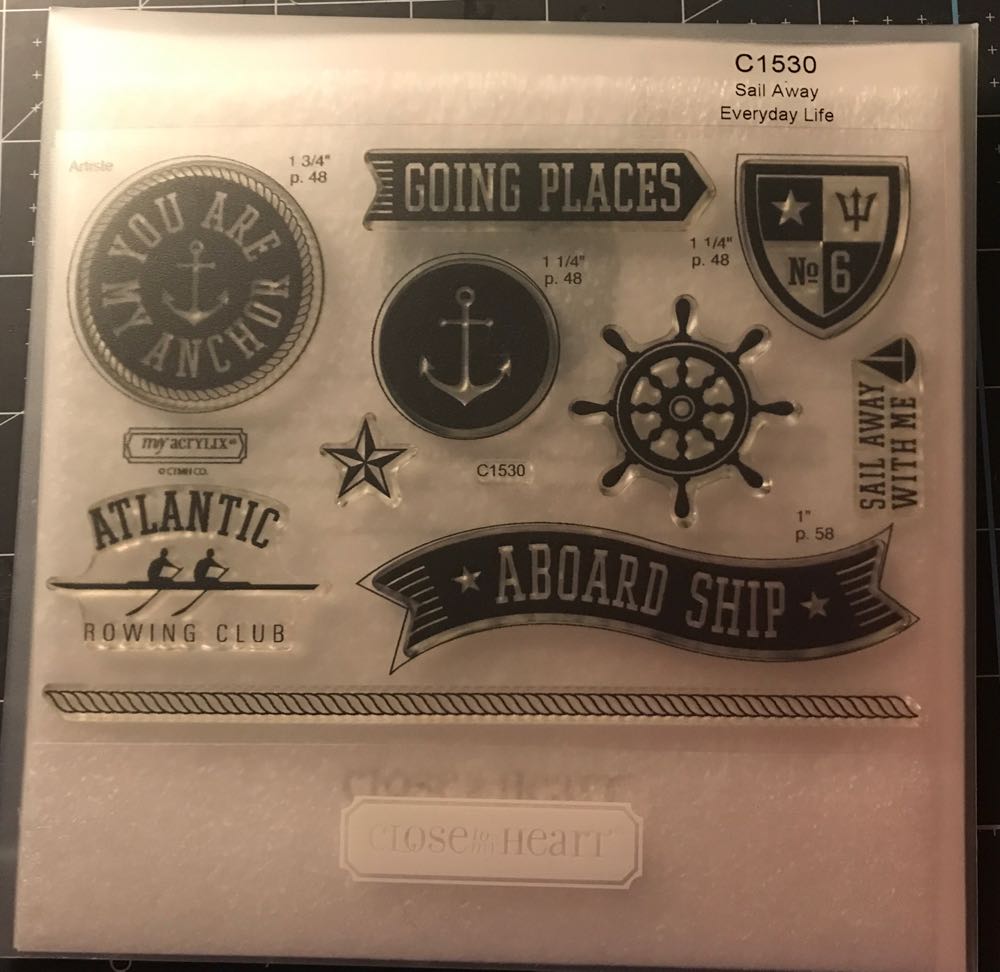 C1530
Sail Away
Everyday Life
Artiste
1 3/4"
p. 48
YOU ARE
MY ANCHOR
GOING PLACES
1 1/4"
p. 48
1 1/4"
p. 48
No 6
SAIL AWAY
WITH ME
my acrylix®
© CTMH CO.
C1530
ATLANTIC
ROWING CLUB
1"
p. 58
ABOARD SHIP
Close to my Heart®